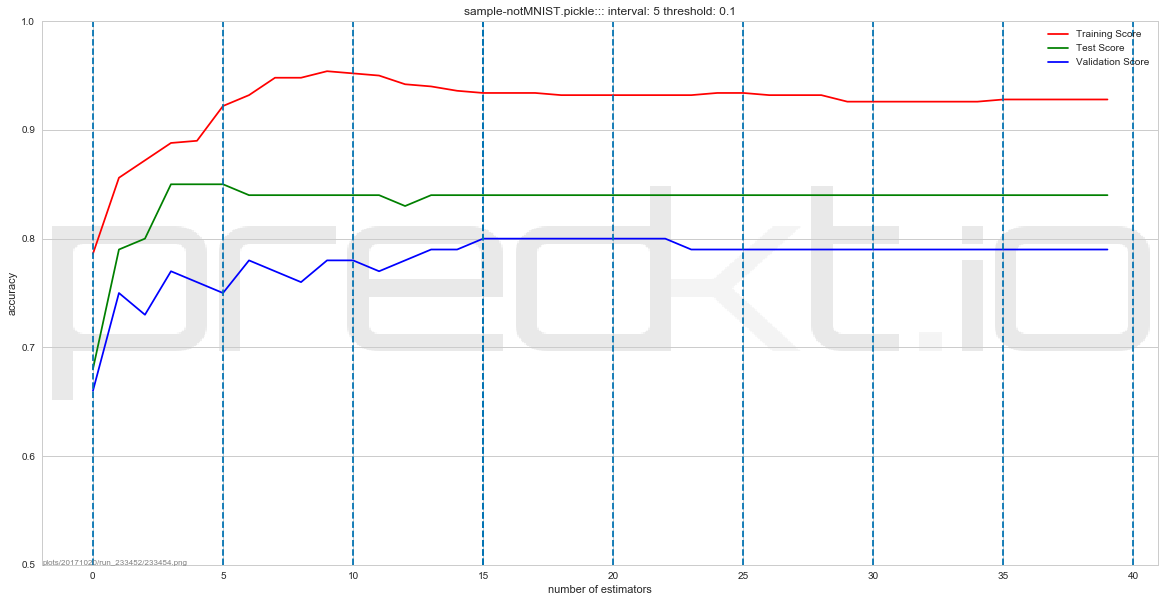 sample-notMNIST.pickle::: interval: 5 threshold: 0.1
1.0
0.9
0.8
0.7
0.6
0.5
accuracy
Training Score
Test Score
Validation Score
predkt.io
0 5 10 15 20 25 30 35 40
number of estimators